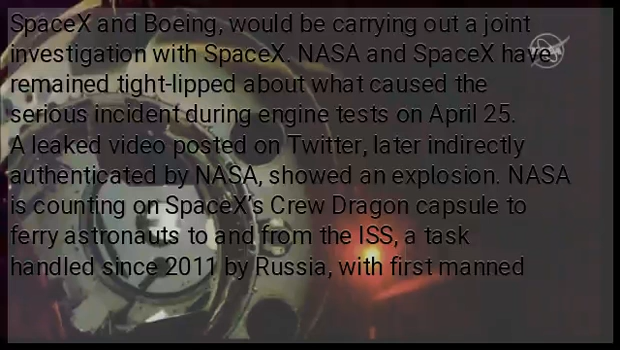 SpaceX and Boeing, would be carrying out a joint
investigation with SpaceX. NASA and SpaceX have
remained tight-lipped about what caused the
serious incident during engine tests on April 25.
A leaked video posted on Twitter, later indirectly
authenticated by NASA, showed an explosion. NASA
is counting on SpaceX's Crew Dragon capsule to
ferry astronauts to and from the ISS, a task
handled since 2011 by Russia, with first manned